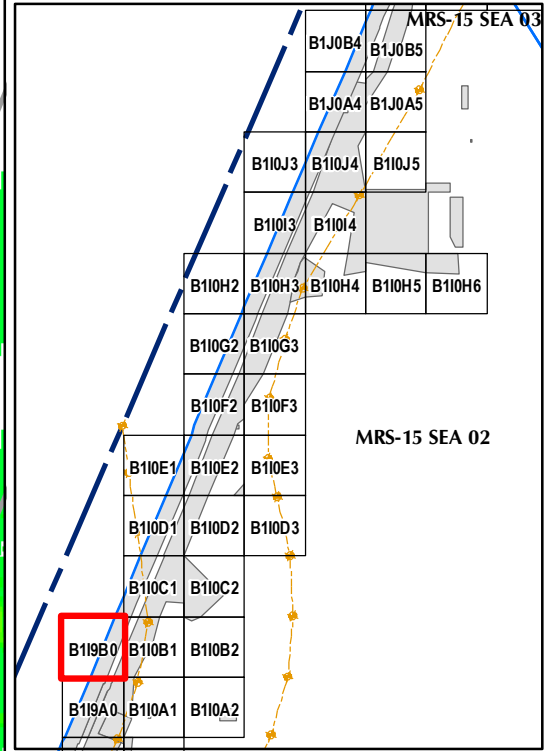 MRS-15 SEA 03
B1J0B4 B1J0B5
B1J0A4 B1J0A5
B1I0J3 B1I0J4 B1I0J5
B1I0I3 B1I0I4
B1I0H2 B1I0H3 B1I0H4 B1I0H5 B1I0H6
B1I0G2 B1I0G3
B1I0F2 B1I0F3
MRS-15 SEA 02
B1I0E1 B1I0E2 B1I0E3
B1I0D1 B1I0D2 B1I0D3
B1I0C1 B1I0C2
B1I9B0 B1I0B1 B1I0B2
B1I9A0 B1I0A1 B1I0A2